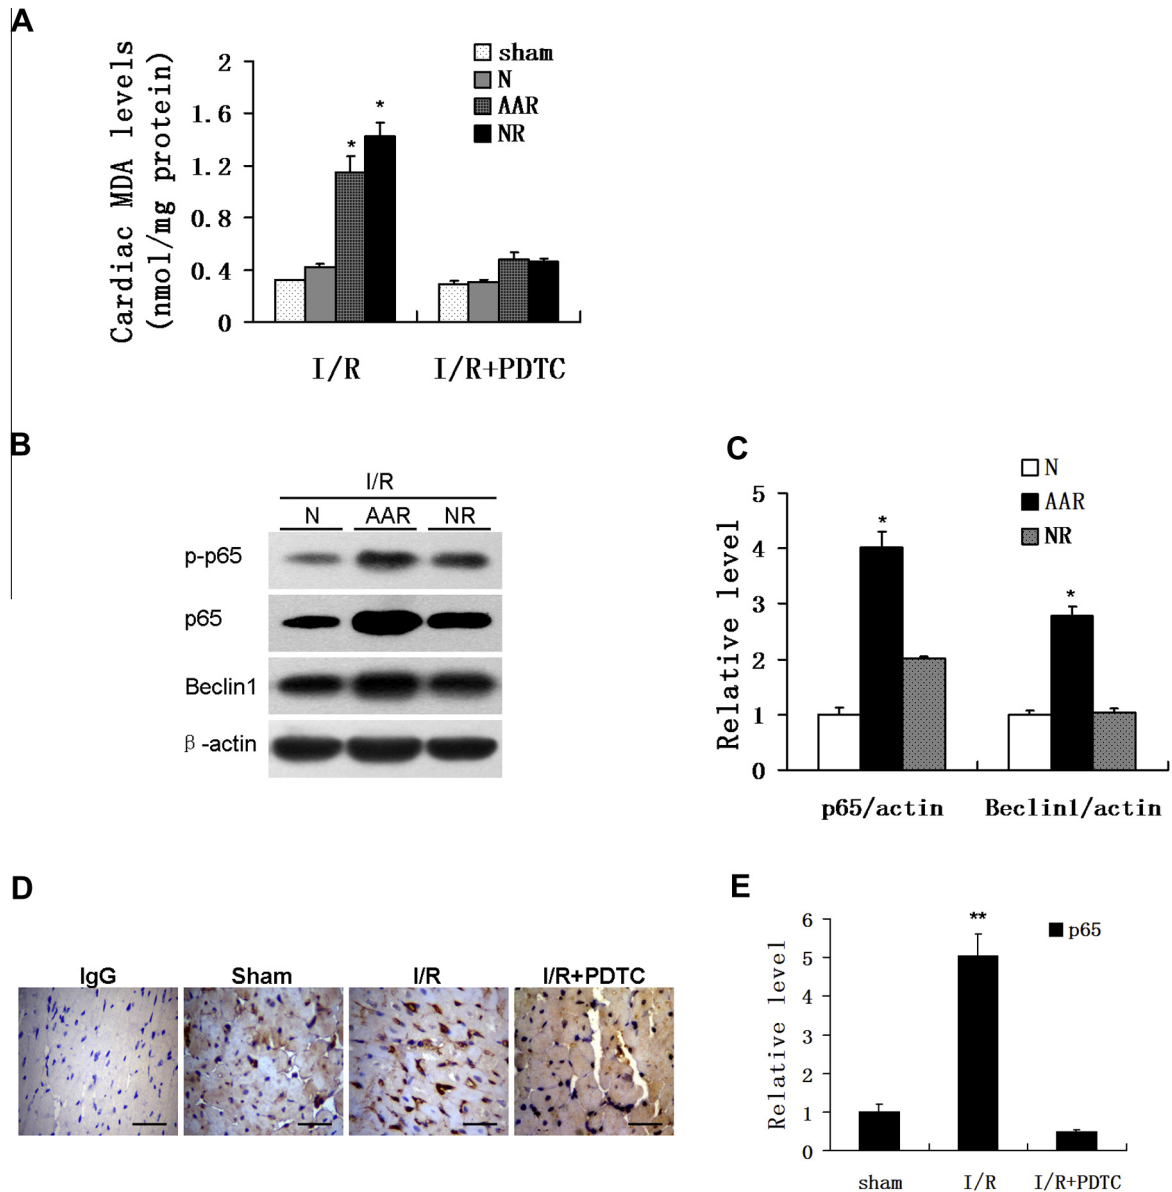 A
Cardiac MDA levels
(nmol/mg protein)
2
1.6
1.2
0.8
0.4
0
sham
N
AAR
NR
*
*
I/R
I/R+PDTC
B
I/R
N AAR NR
p-p65
p65
Beclin1
β-actin
C
Relative level
5
4
3
2
1
0
N
AAR
NR
*
*
p65/actin
Beclin1/actin
D
IgG
Sham
I/R
I/R+PDTC
E
Relative level
6
5
4
3
2
1
0
**
p65
sham
I/R
I/R+PDTC